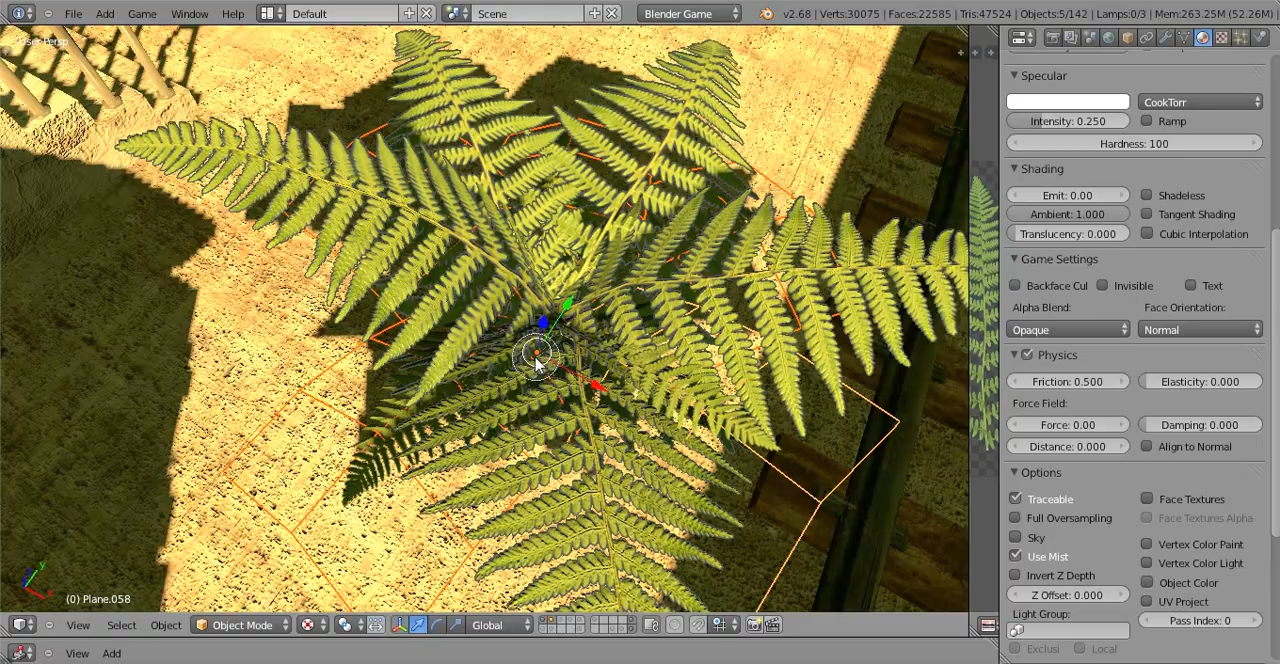 File Add Game Window Help Default Scene Blender Game v2.68 | Verts:30075 | Faces:22585 | Tris:47524 | Objects:5/142 | Lamps:0/3 | Mem:263.25M (52.26M)
User Persp
Specular
CookTorr
Intensity: 0.250 Ramp
Hardness: 100
Shading
Emit: 0.00 Shadeless
Ambient: 1.000 Tangent Shading
Translucency: 0.000 Cubic Interpolation
Game Settings
Backface Cul Invisible Text
Alpha Blend: Face Orientation:
Opaque Normal
Physics
Friction: 0.500 Elasticity: 0.000
Force Field:
Force: 0.00 Damping: 0.000
Distance: 0.000 Align to Normal
Options
Traceable Face Textures
Full Oversampling Face Textures Alpha
Sky
Vertex Color Paint
Use Mist
Vertex Color Light
Invert Z Depth
Object Color
Z Offset: 0.000
UV Project
Light Group:
Pass Index: 0
Exclusi Local
z y x
(0) Plane.058
View Select Object Object Mode Global
View Add